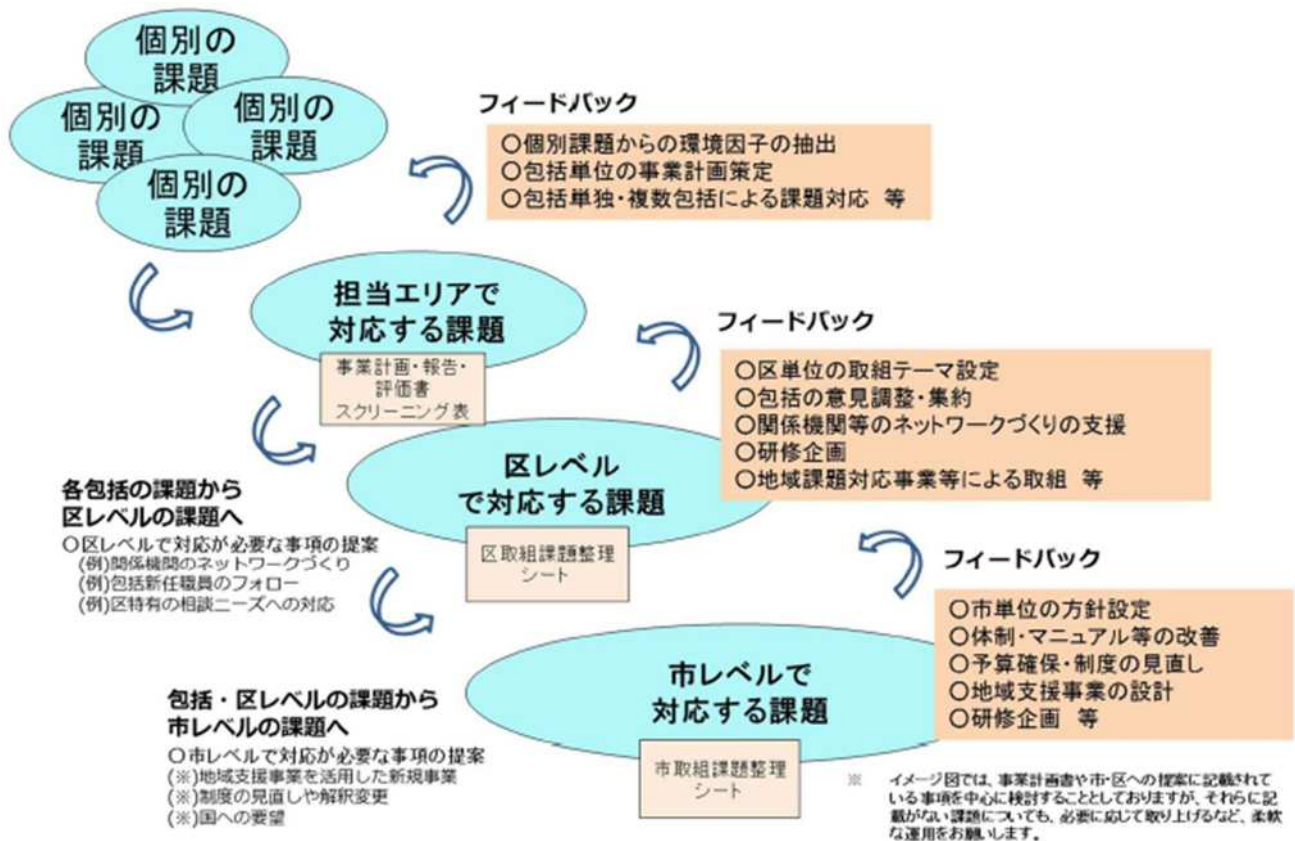 個別の
課題
個別の
課題
個別の
課題
個別の
課題
フィードバック
○個別課題からの環境因子の抽出
○包括単位の事業計画策定
○包括単独・複数包括による課題対応 等
担当エリアで
対応する課題
事業計画・報告・
評価書
スクリーニング表
フィードバック
○区単位の取組テーマ設定
○包括の意見調整・集約
○関係機関等のネットワークづくりの支援
○研修企画
○地域課題対応事業等による取組 等
区レベル
で対応する課題
区取組課題整理
シート
各包括の課題から
区レベルの課題へ
○区レベルで対応が必要な事項の提案
(例)関係機関のネットワークづくり
(例)包括新任職員のフォロー
(例)区特有の相談ニーズへの対応
フィードバック
○市単位の方針設定
○体制・マニュアル等の改善
○予算確保・制度の見直し
○地域支援事業の設計
○研修企画 等
市レベルで
対応する課題
市取組課題整理
シート
包括・区レベルの課題から
市レベルの課題へ
○市レベルで対応が必要な事項の提案
(※)地域支援事業を活用した新規事業
(※)制度の見直しや解釈変更
(※)国への要望
※ イメージ図では、事業計画書や市・区への提案に記載されて
いる事項を中心に検討することとしておりますが、それらに記
載がない課題についても、必要に応じて取り上げるなど、柔軟
な運用をお願いします。